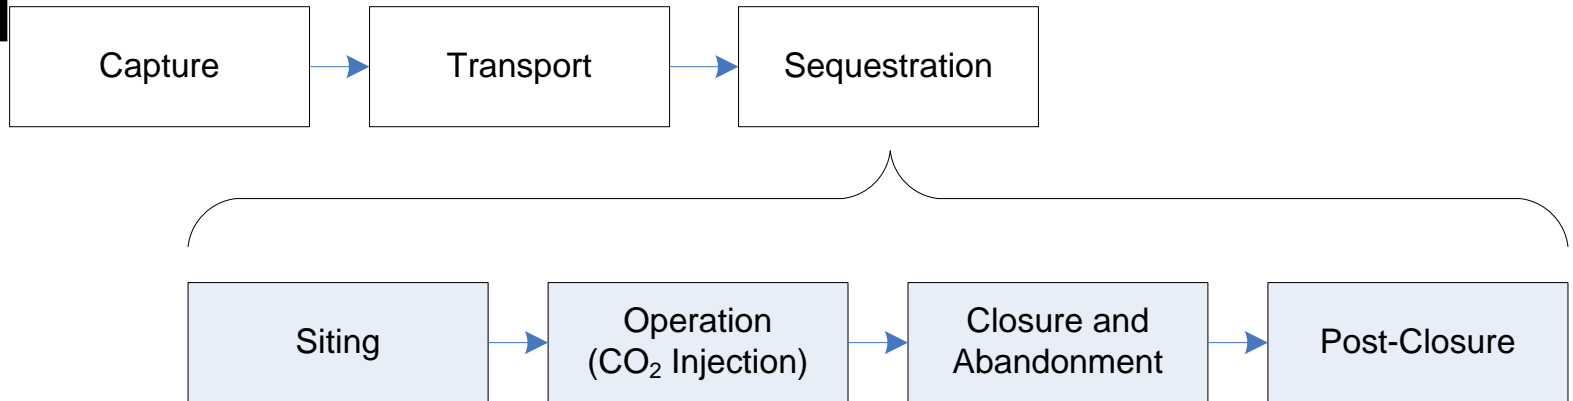 Capture
Transport
Sequestration
Siting
Operation
(CO₂ Injection)
Closure and
Abandonment
Post-Closure